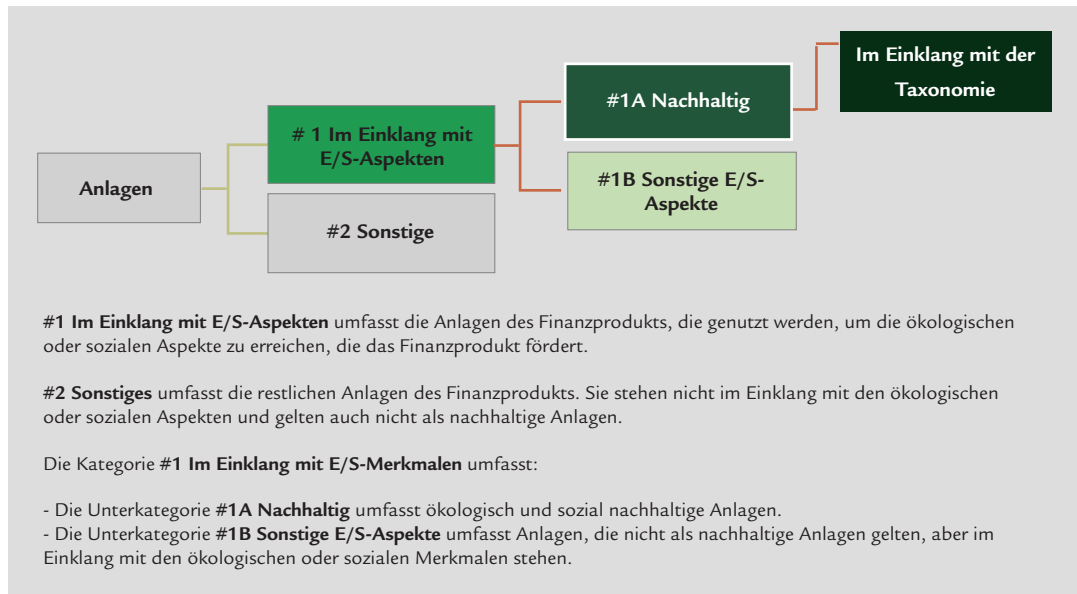 Im Einklang mit der
Taxonomie
#1A Nachhaltig
# 1 Im Einklang mit
E/S-Aspekten
Anlagen
#1B Sonstige E/S-
Aspekte
#2 Sonstige
#1 Im Einklang mit E/S-Aspekten umfasst die Anlagen des Finanzprodukts, die genutzt werden, um die ökologischen
oder sozialen Aspekte zu erreichen, die das Finanzprodukt fördert.
#2 Sonstiges umfasst die restlichen Anlagen des Finanzprodukts. Sie stehen nicht im Einklang mit den ökologischen
oder sozialen Aspekten und gelten auch nicht als nachhaltige Anlagen.
Die Kategorie #1 Im Einklang mit E/S-Merkmalen umfasst:
- Die Unterkategorie #1A Nachhaltig umfasst ökologisch und sozial nachhaltige Anlagen.
- Die Unterkategorie #1B Sonstige E/S-Aspekte umfasst Anlagen, die nicht als nachhaltige Anlagen gelten, aber im
Einklang mit den ökologischen oder sozialen Merkmalen stehen.